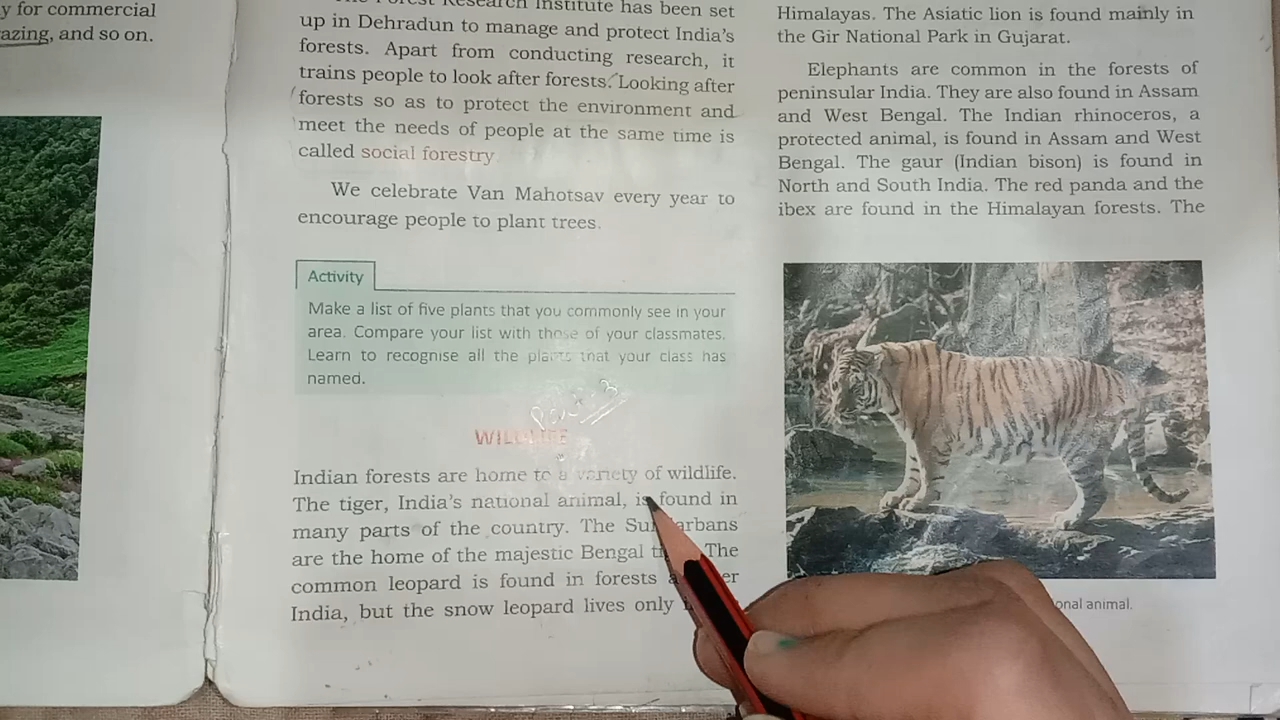 y for commercial
azing, and so on.
Forest Research Institute has been set
up in Dehradun to manage and protect India's
forests. Apart from conducting research, it
trains people to look after forests. Looking after
forests so as to protect the environment and
meet the needs of people at the same time is
called social forestry
We celebrate Van Mahotsav every year to
encourage people to plant trees.
Activity
Make a list of five plants that you commonly see in your
area. Compare your list with those of your classmates.
Learn to recognise all the plants that your class has
named.
WILDLIFE
Indian forests are home to a variety of wildlife.
The tiger, India's national animal, is found in
many parts of the country. The
are the home of the majestic Bengal The
common leopard is found in forests
India, but the snow leopard lives only
Himalayas. The Asiatic lion is found mainly in
the Gir National Park in Gujarat.
Elephants are common in the forests of
peninsular India. They are also found in Assam
and West Bengal. The Indian rhinoceros, a
protected animal, is found in Assam and West
Bengal. The gaur (Indian bison) is found in
North and South India. The red panda and the
ibex are found in the Himalayan forests. The
onal animal.